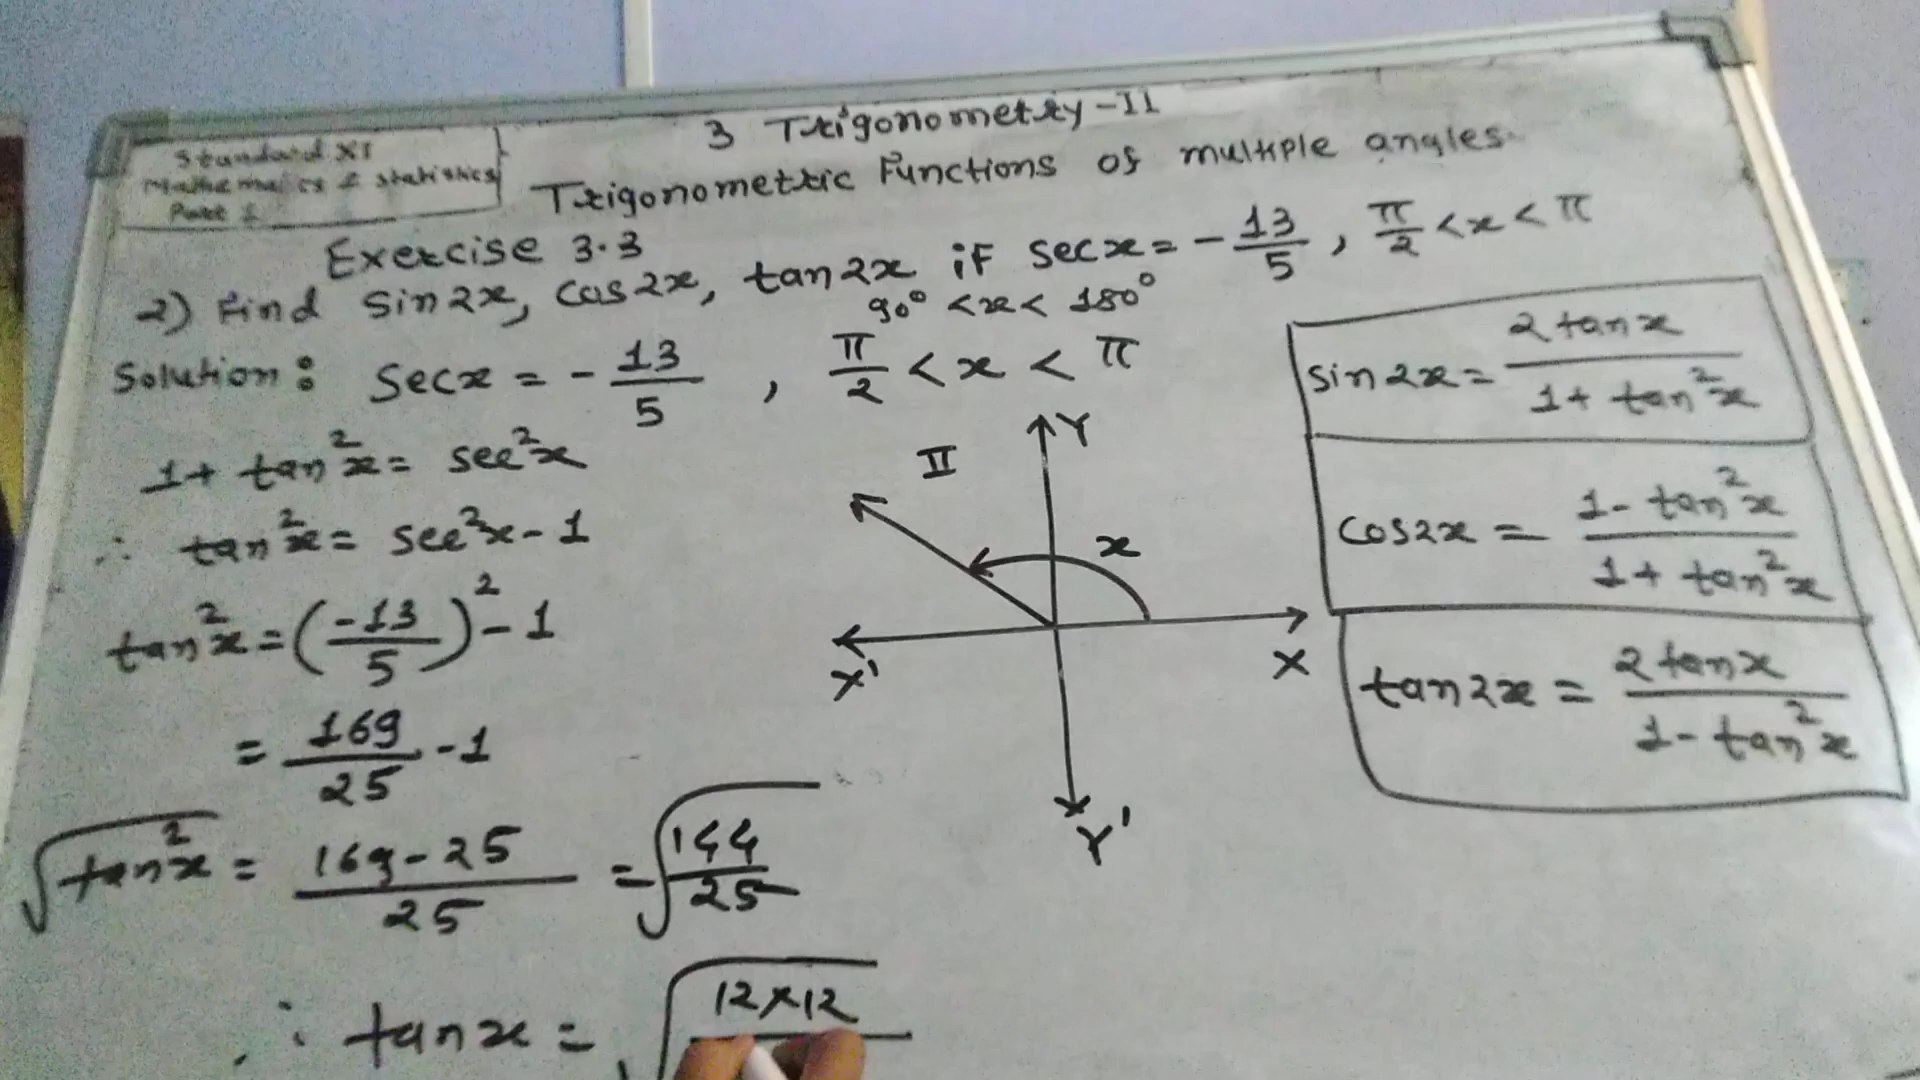 Standard XI
Mathematics & statistics
Part 1
3 Trigonometry-II
Trigonometric Functions of multiple angles.
Exercise 3.3
2) Find sin2x, cos2x, tan2x if secx = -13/5, π/2 < x < π
90° < x < 180°
Solution: secx = -13/5, π/2 < x < π
1 + tan²x = sec²x
∴ tan²x = sec²x - 1
tan²x = (-13/5)² - 1
= 169/25 - 1
√tan²x = 169-25/25 = √144/25
∴ tanx = √12×12
II
Y
x
X'
X
Y'
sin2x = 2tanx/1+tan²x
cos2x = 1-tan²x/1+tan²x
tan2x = 2tanx/1-tan²x